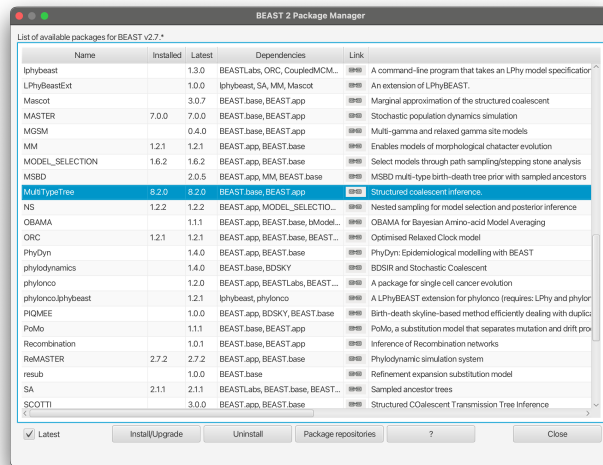 BEAST 2 Package Manager
List of available packages for BEAST v2.7.*
Name Installed Latest Dependencies Link
lphybeast 1.3.0 BEASTLabs, ORC, CoupledMCM... A command-line program that takes an LPhy model specification
LPhyBeastExt 1.0.0 lphybeast, SA, MM, Mascot An extension of LPhyBEAST.
Mascot 3.0.7 BEAST.base, BEAST.app Marginal approximation of the structured coalescent
MASTER 7.0.0 7.0.0 BEAST.base, BEAST.app Stochastic population dynamics simulation
MGSM 0.4.0 BEAST.base, BEAST.app Multi-gamma and relaxed gamma site models
MM 1.2.1 1.2.1 BEAST.app, BEAST.base Enables models of morphological chatacter evolution
MODEL_SELECTION 1.6.2 1.6.2 BEAST.app, BEAST.base Select models through path sampling/stepping stone analysis
MSBD 2.0.5 BEAST.app, MM, BEAST.base MSBD multi-type birth-death tree prior with sampled ancestors
MultiTypeTree 8.2.0 8.2.0 BEAST.base, BEAST.app Structured coalescent inference.
NS 1.2.2 1.2.2 BEAST.app, MODEL_SELECTIO... Nested sampling for model selection and posterior inference
OBAMA 1.1.1 BEAST.app, BEAST.base, bModel... OBAMA for Bayesian Amino-acid Model Averaging
ORC 1.2.1 1.2.1 BEAST.app, BEAST.base, BEAST... Optimised Relaxed Clock model
PhyDyn 1.4.0 BEAST.app, BEAST.base PhyDyn: Epidemiological modelling with BEAST
phylodynamics 1.4.0 BEAST.base, BDSKY BDSIR and Stochastic Coalescent
phylonco 1.2.0 BEAST.app, BEASTLabs, BEAST.... A package for single cell cancer evolution
phylonco.lphybeast 1.2.1 lphybeast, phylonco A LPhyBEAST extension for phylonco (requires: LPhy and phylon
PIQMEE 1.0.0 BEAST.app, BDSKY, BEAST.base Birth-death skyline-based method efficiently dealing with duplica
PoMo 1.1.1 BEAST.base, BEAST.app PoMo, a substitution model that separates mutation and drift pro
Recombination 1.0.1 BEAST.base, BEAST.app Inference of Recombination networks
ReMASTER 2.7.2 2.7.2 BEAST.app, BEAST.base Phylodynamic simulation system
resub 1.0.0 BEAST.base Refinement expansion substitution model
SA 2.1.1 2.1.1 BEASTLabs, BEAST.base, BEAST... Sampled ancestor trees
SCOTTI 3.0.0 BEAST.app, BEAST.base Structured COalescent Transmission Tree Inference
Latest Install/Upgrade Uninstall Package repositories ? Close